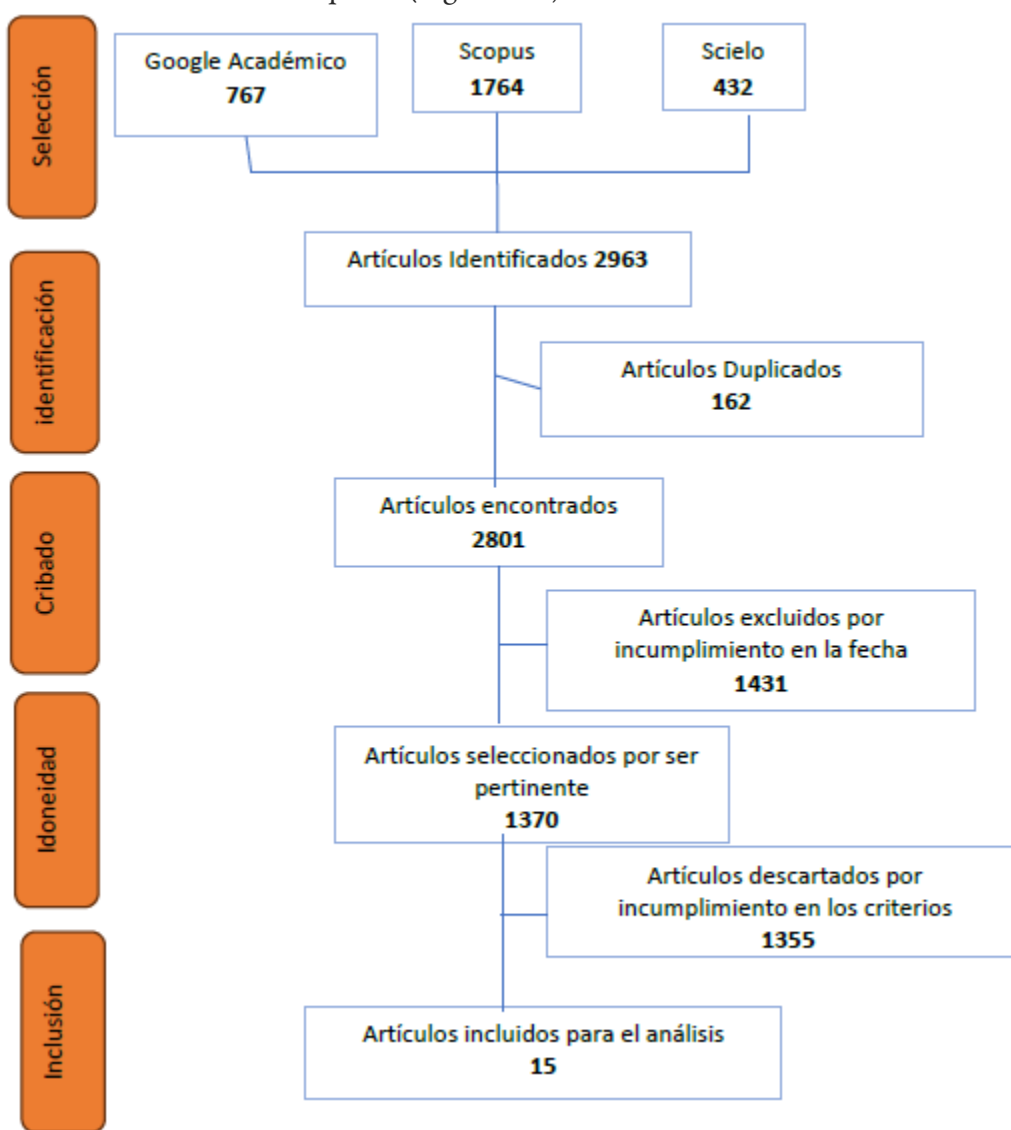 Selección
Google Académico
767
Scopus
1764
Scielo
432
identificación
Artículos Identificados 2963
Artículos Duplicados
162
Cribado
Artículos encontrados
2801
Artículos excluidos por
incumplimiento en la fecha
1431
Idoneidad
Artículos seleccionados por ser
pertinente
1370
Artículos descartados por
incumplimiento en los criterios
1355
Inclusión
Artículos incluidos para el análisis
15